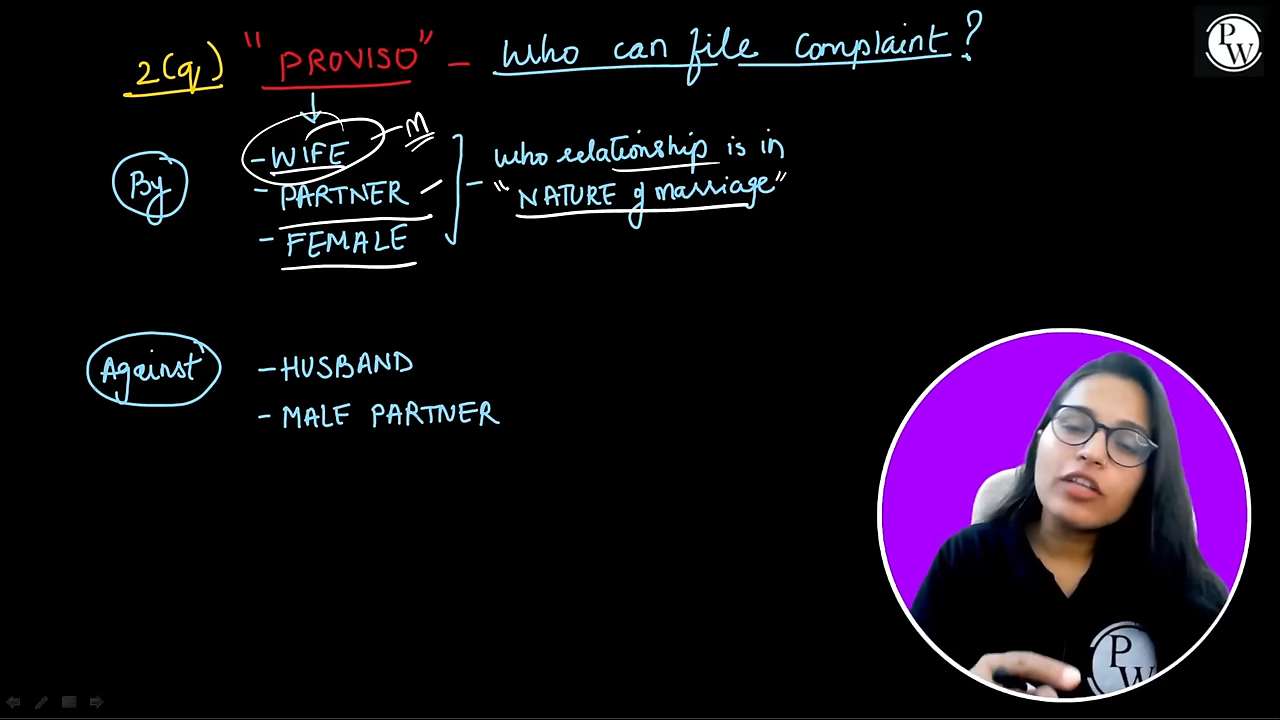 2(q) "PROVISO" - Who can file Complaint?
PW
- WIFE - M
By
- PARTNER
- FEMALE
who relationship is in
- "NATURE of marriage"
Against
- HUSBAND
- MALE PARTNER
PW